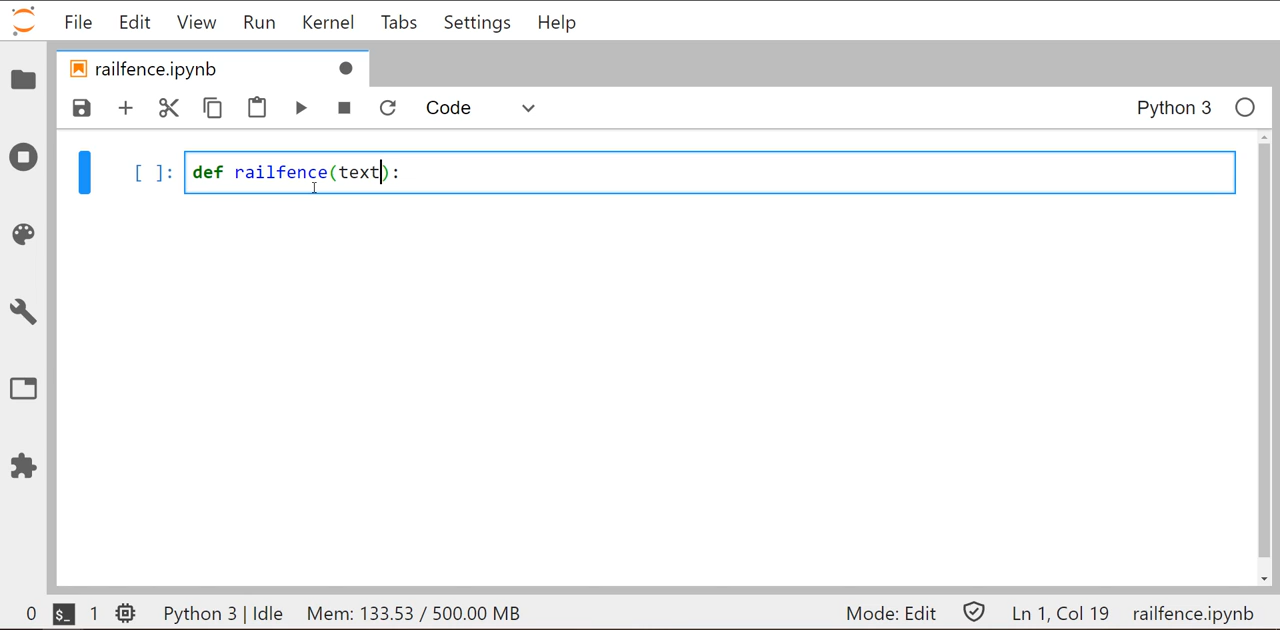 File Edit View Run Kernel Tabs Settings Help
railfence.ipynb
Code Python 3
[ ]: def railfence(text):
0 $_ 1 Python 3 | Idle Mem: 133.53 / 500.00 MB Mode: Edit Ln 1, Col 19 railfence.ipynb